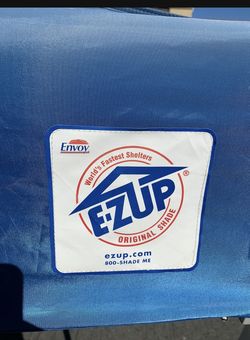 Envoy
World's Fastest Shelters
E-Z UP®
ORIGINAL SHADE
ezup.com
800-SHADE ME